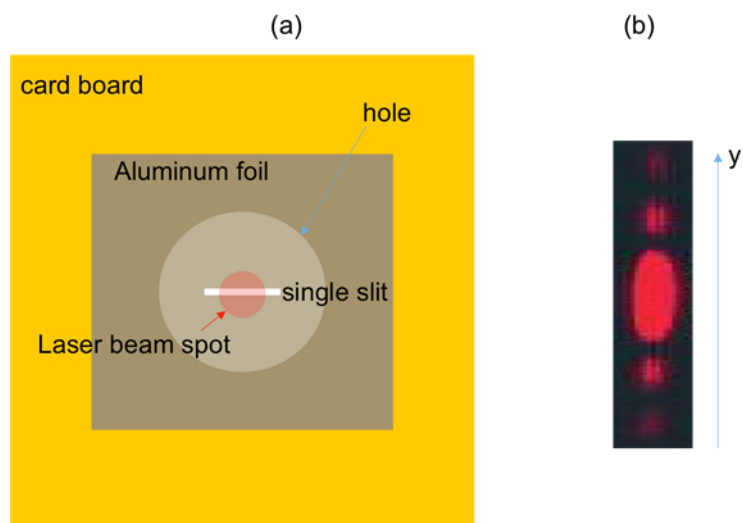 (a)
(b)
card board
hole
Aluminum foil
y
single slit
Laser beam spot